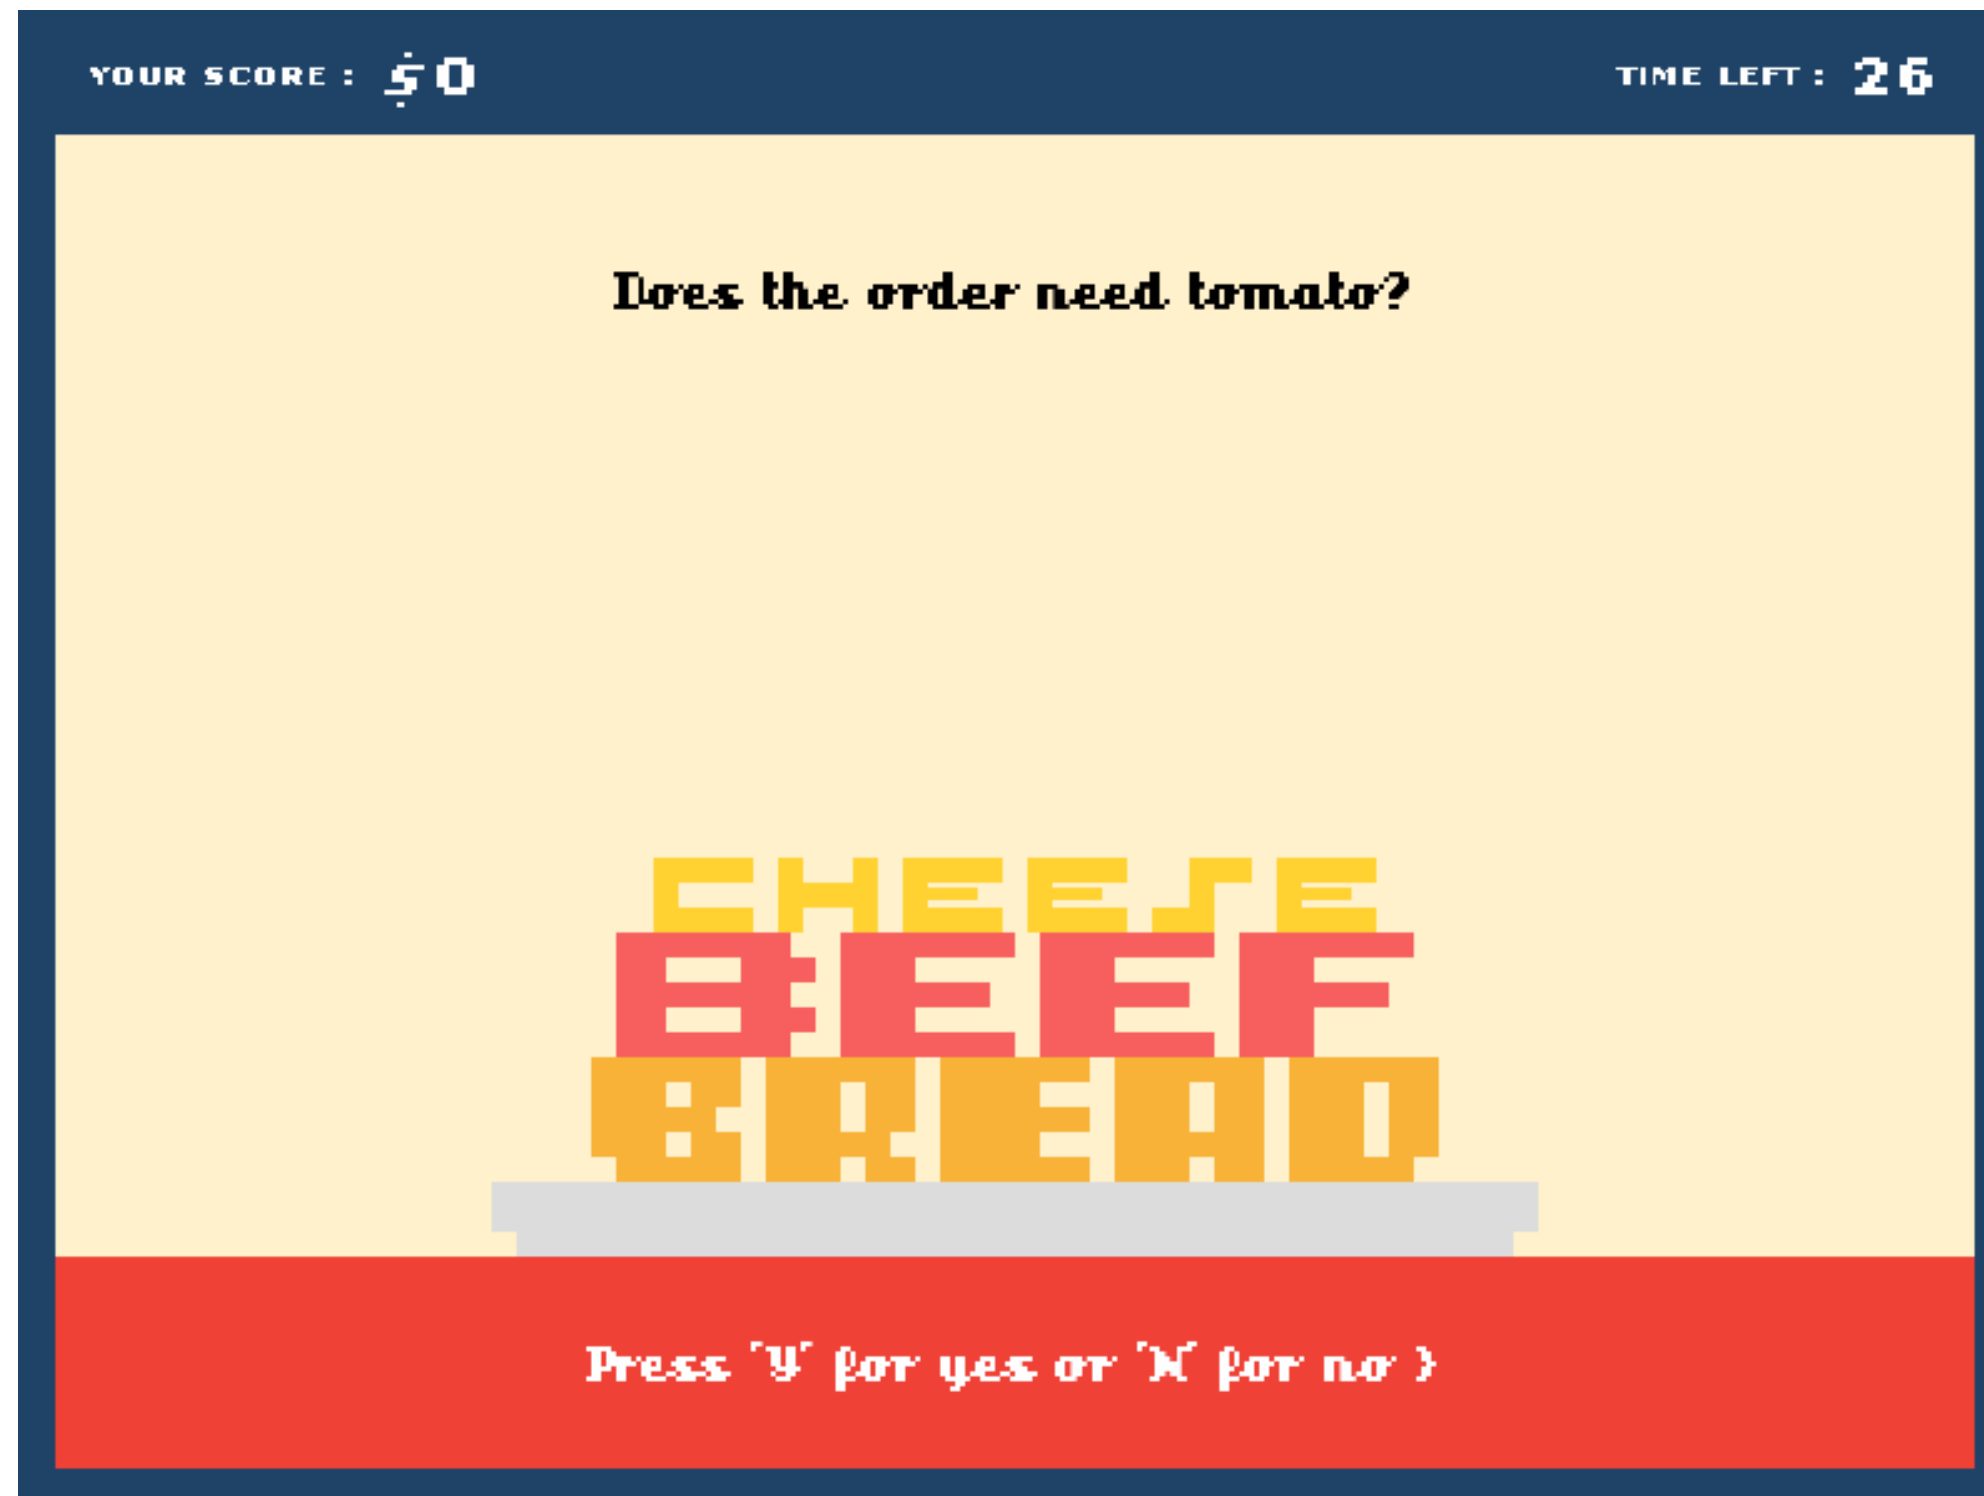 YOUR SCORE : $0
TIME LEFT : 26
Does the order need tomato?
CHEESE
BEEF
BREAD
Press 'Y' for yes or 'N' for no }